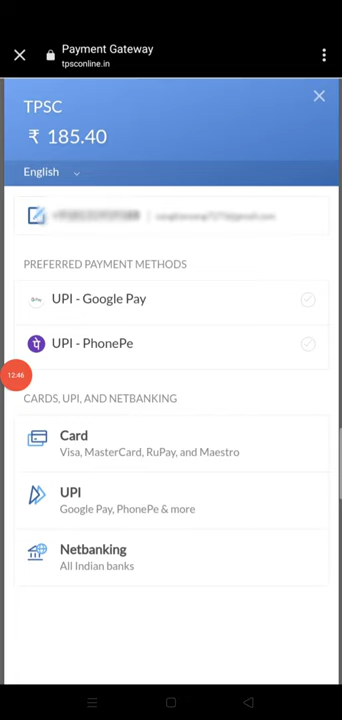 Payment Gateway
tpsconline.in
TPSC
₹ 185.40
English
PREFERRED PAYMENT METHODS
UPI - Google Pay
UPI - PhonePe
12:46
CARDS, UPI, AND NETBANKING
Card
Visa, MasterCard, RuPay, and Maestro
UPI
Google Pay, PhonePe & more
Netbanking
All Indian banks